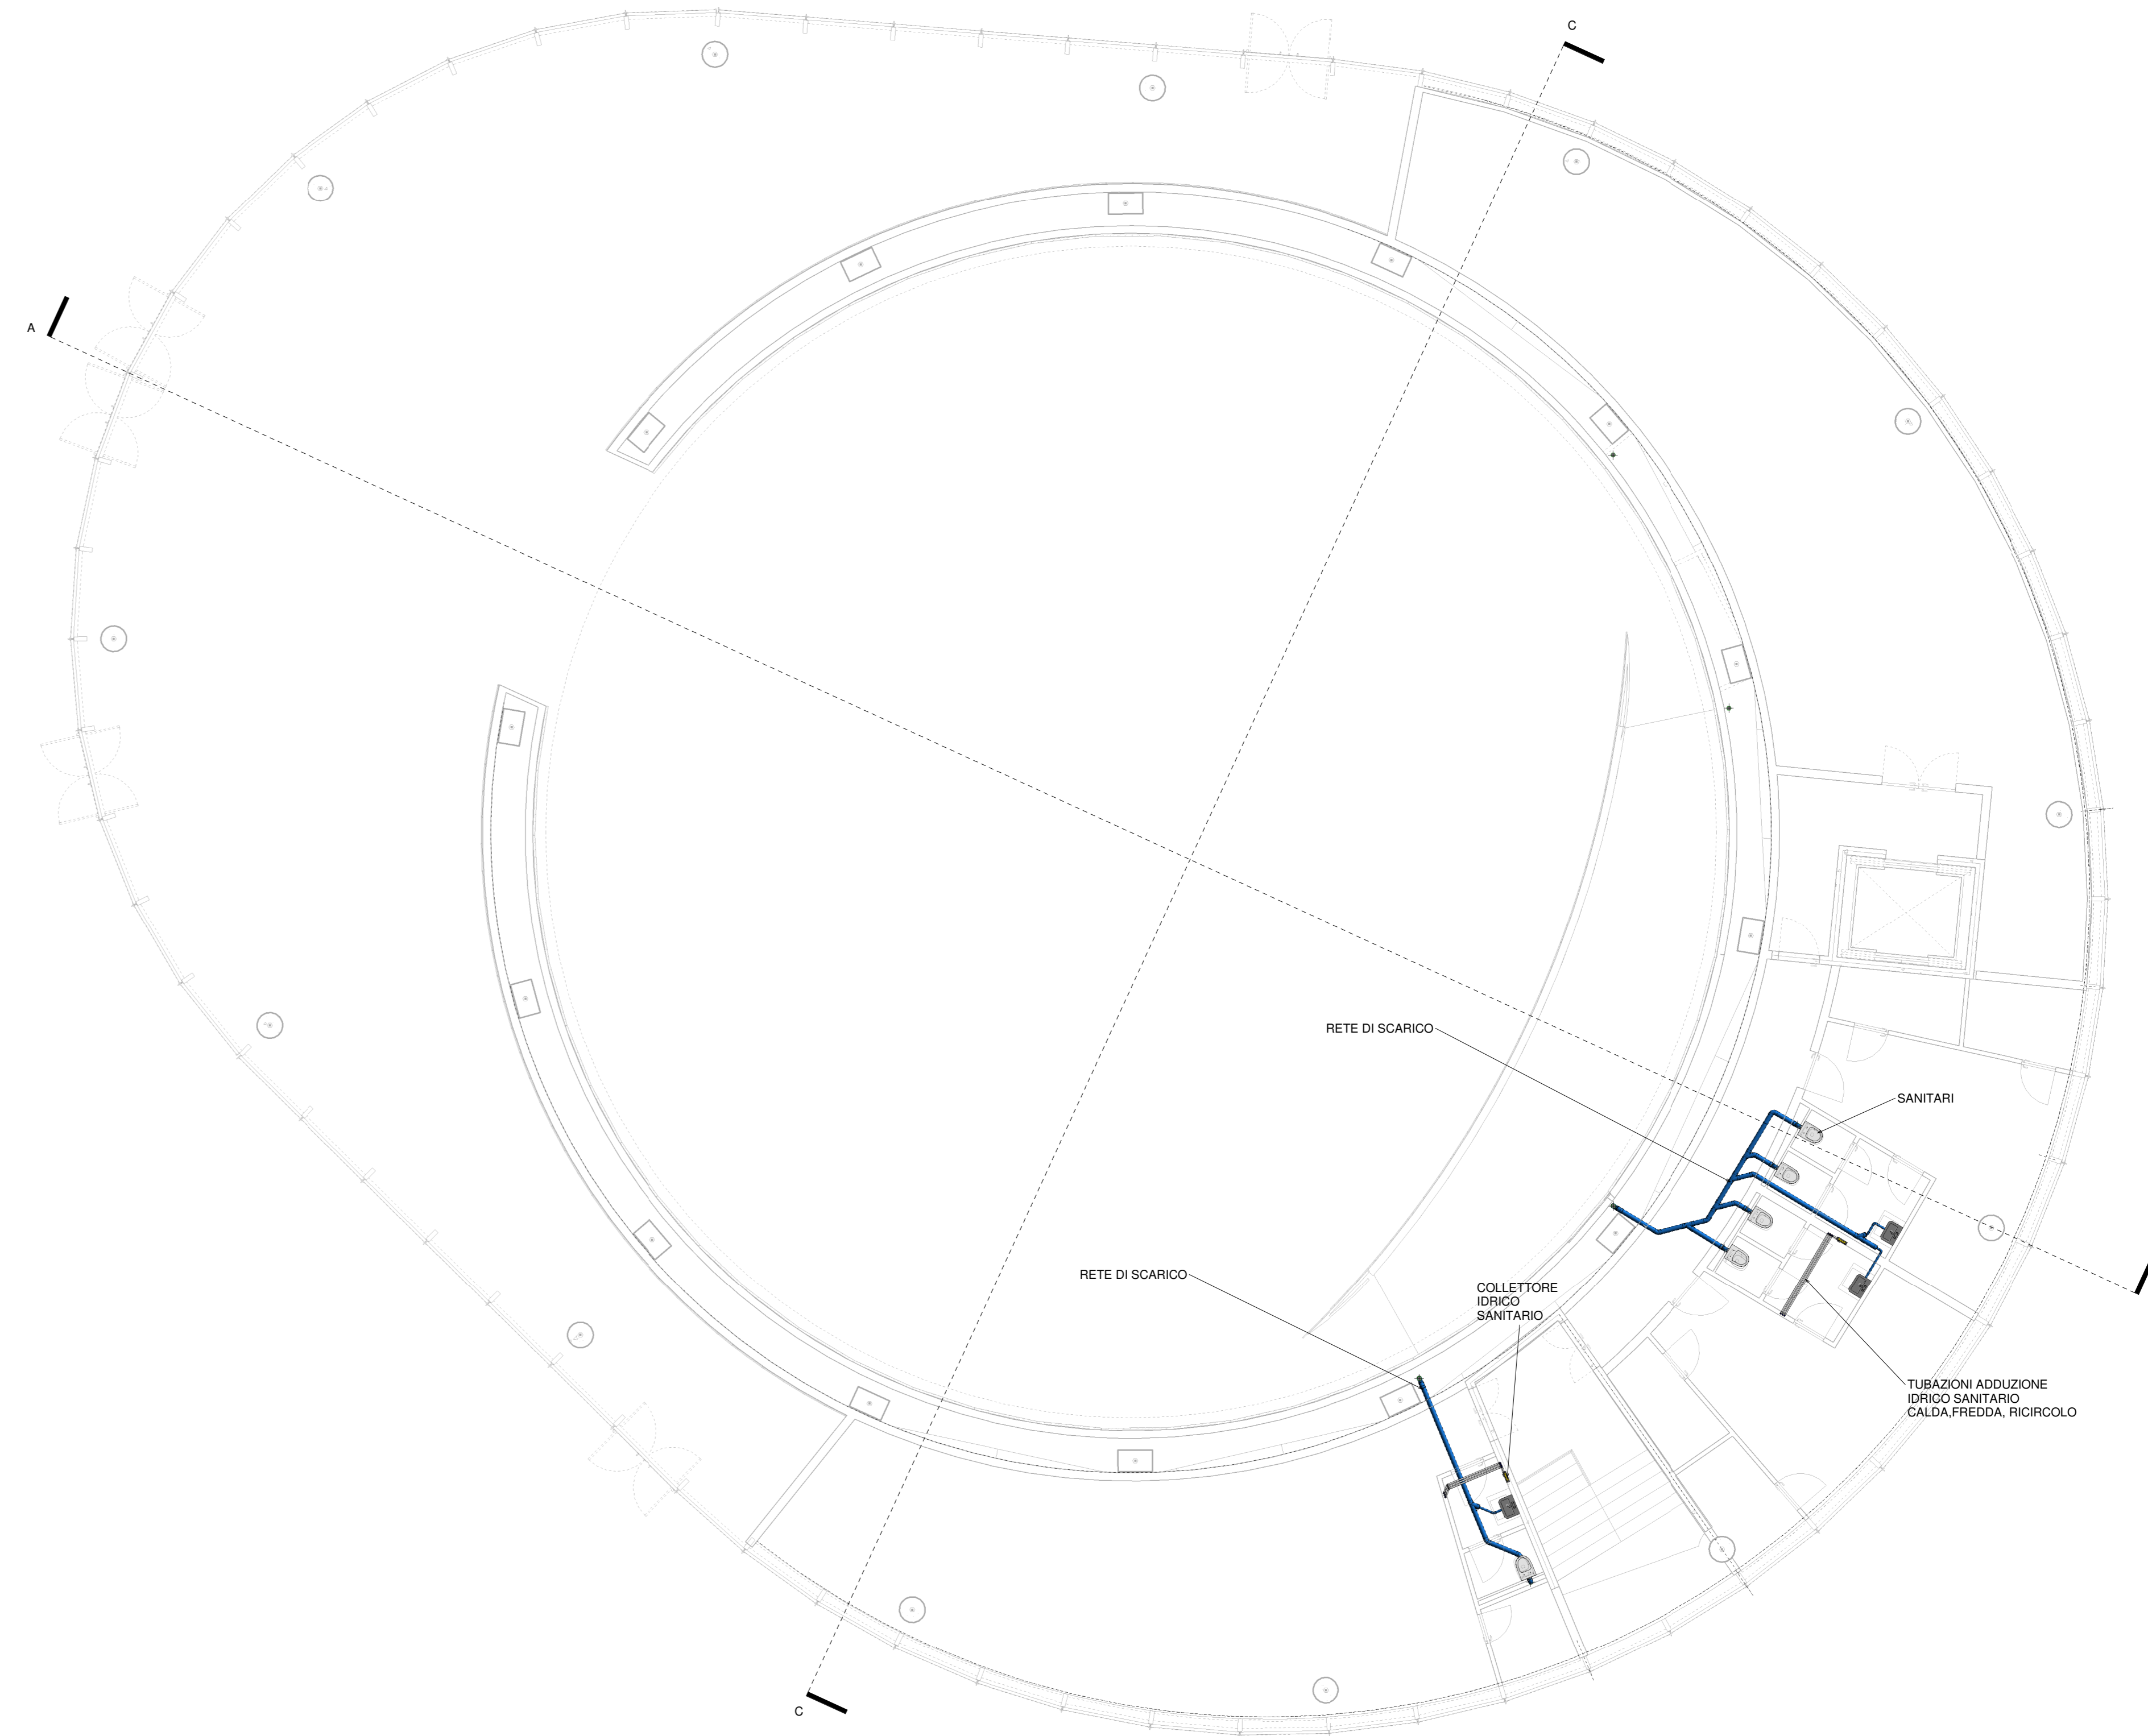 C
A
RETE DI SCARICO
SANITARI
RETE DI SCARICO
COLLETTORE
IDRICO
SANITARIO
TUBAZIONI ADDUZIONE
IDRICO SANITARIO
CALDA,FREDDA, RICIRCOLO
C